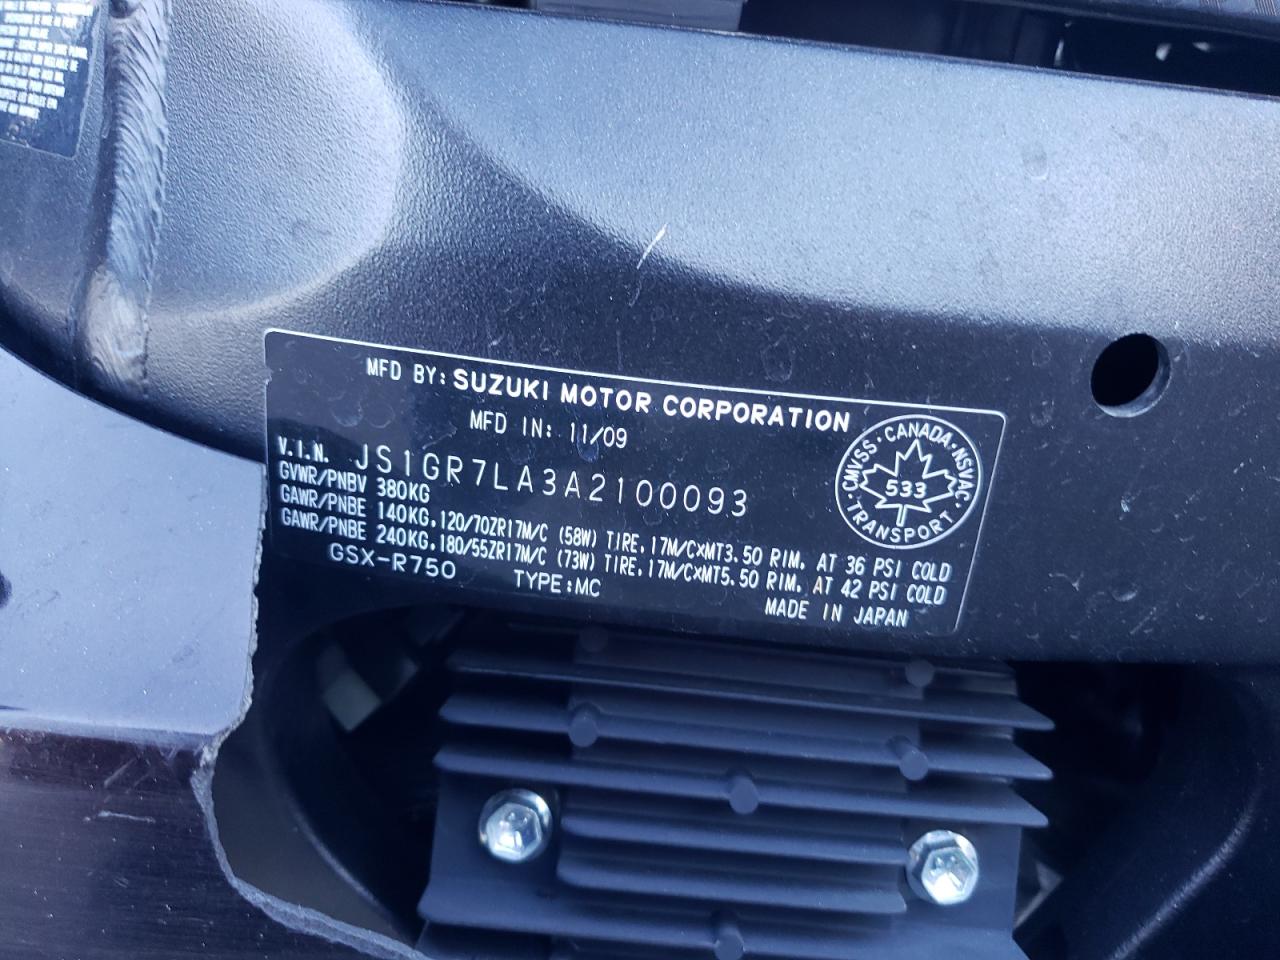 MFD BY: SUZUKI MOTOR CORPORATION
MFD IN: 11/09
V.I.N. JS1GR7LA3A2100093
GVWR/PNBV 380KG
GAWR/PNBE 140KG. 120/70ZR17M/C (58W) TIRE. 17M/C×MT3.50 RIM. AT 36 PSI COLD
GAWR/PNBE 240KG. 180/55ZR17M/C (73W) TIRE. 17M/C×MT5.50 RIM. AT 42 PSI COLD
GSX-R750 TYPE:MC
MADE IN JAPAN
CMVSS · CANADA · NSVAC ·
533
TRANSPORT